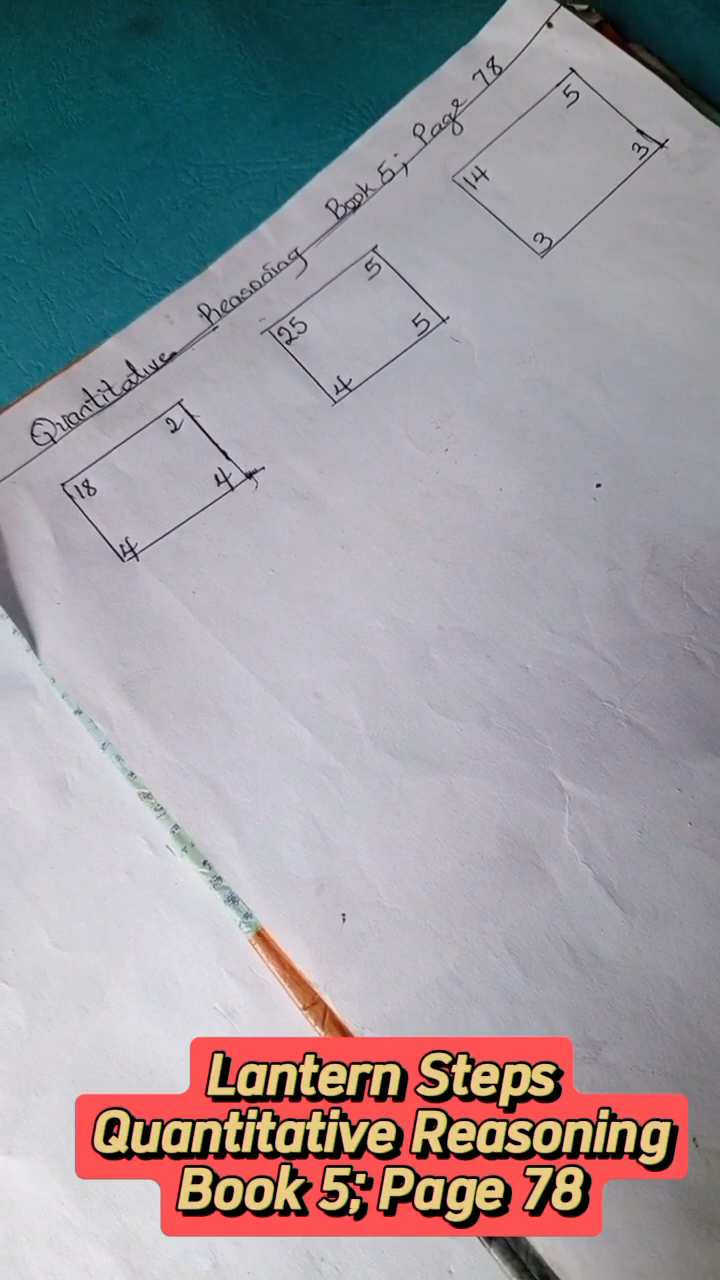 Quantitative Reasoning Book 5; Page 78
18 2
4 4
25 5
4 5
14 5
3 3
Lantern Steps
Quantitative Reasoning
Book 5; Page 78